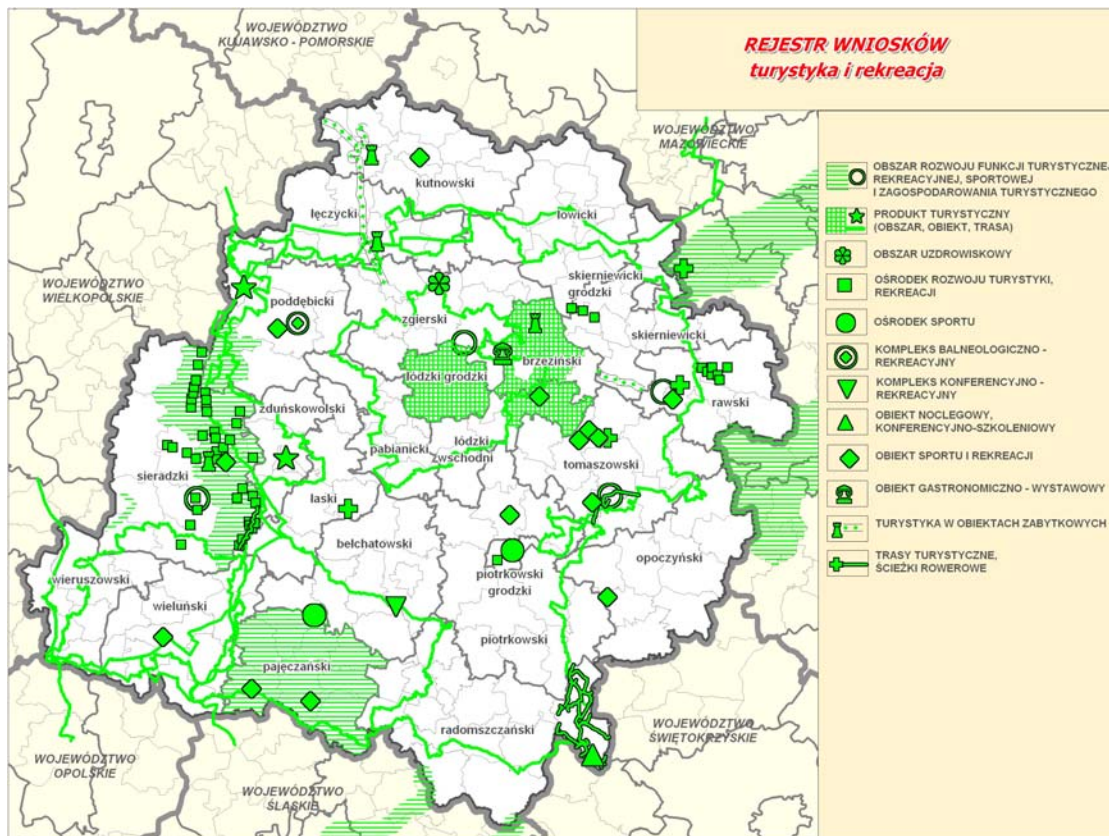 REJESTR WNIOSKÓW
turystyka i rekreacja
WOJEWÓDZTWO
KUJAWSKO - POMORSKIE
WOJEWÓDZTWO
MAZOWIECKIE
WOJEWÓDZTWO
WIELKOPOLSKIE
kutnowski
łęczycki
łowicki
skierniewicki
grodzki
poddębicki
zgierski
skierniewicki
brzeziński
łódzki grodzki
rawski
zduńskowolski
pabianicki
łódzki
wschodni
sieradzki
tomaszowski
łaski
bełchatowski
opoczyński
piotrkowski
grodzki
wieruszowski
wieluński
piotrkowski
pajęczański
radomszczański
WOJEWÓDZTWO
ŚWIĘTOKRZYSKIE
WOJEWÓDZTWO
OPOLSKIE
WOJEWÓDZTWO
ŚLĄSKIE
OBSZAR ROZWOJU FUNKCJI TURYSTYCZNEJ
REKREACYJNEJ, SPORTOWEJ
I ZAGOSPODAROWANIA TURYSTYCZNEGO
PRODUKT TURYSTYCZNY
(OBSZAR, OBIEKT, TRASA)
OBSZAR UZDROWISKOWY
OŚRODEK ROZWOJU TURYSTYKI,
REKREACJI
OŚRODEK SPORTU
KOMPLEKS BALNEOLOGICZNO -
REKREACYJNY
KOMPLEKS KONFERENCYJNO -
REKREACYJNY
OBIEKT NOCLEGOWY,
KONFERENCYJNO-SZKOLENIOWY
OBIEKT SPORTU I REKREACJI
OBIEKT GASTRONOMICZNO - WYSTAWOWY
TURYSTYKA W OBIEKTACH ZABYTKOWYCH
TRASY TURYSTYCZNE,
ŚCIEŻKI ROWEROWE